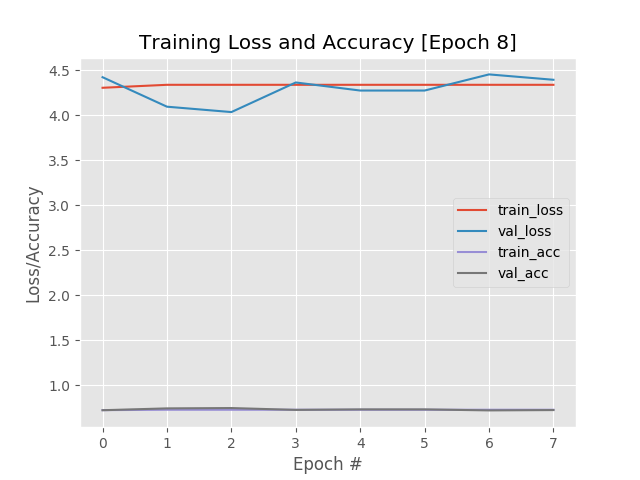 Training Loss and Accuracy [Epoch 8]
4.5
4.0
3.5
3.0
2.5
2.0
1.5
1.0
Loss/Accuracy
train_loss
val_loss
train_acc
val_acc
0 1 2 3 4 5 6 7
Epoch #